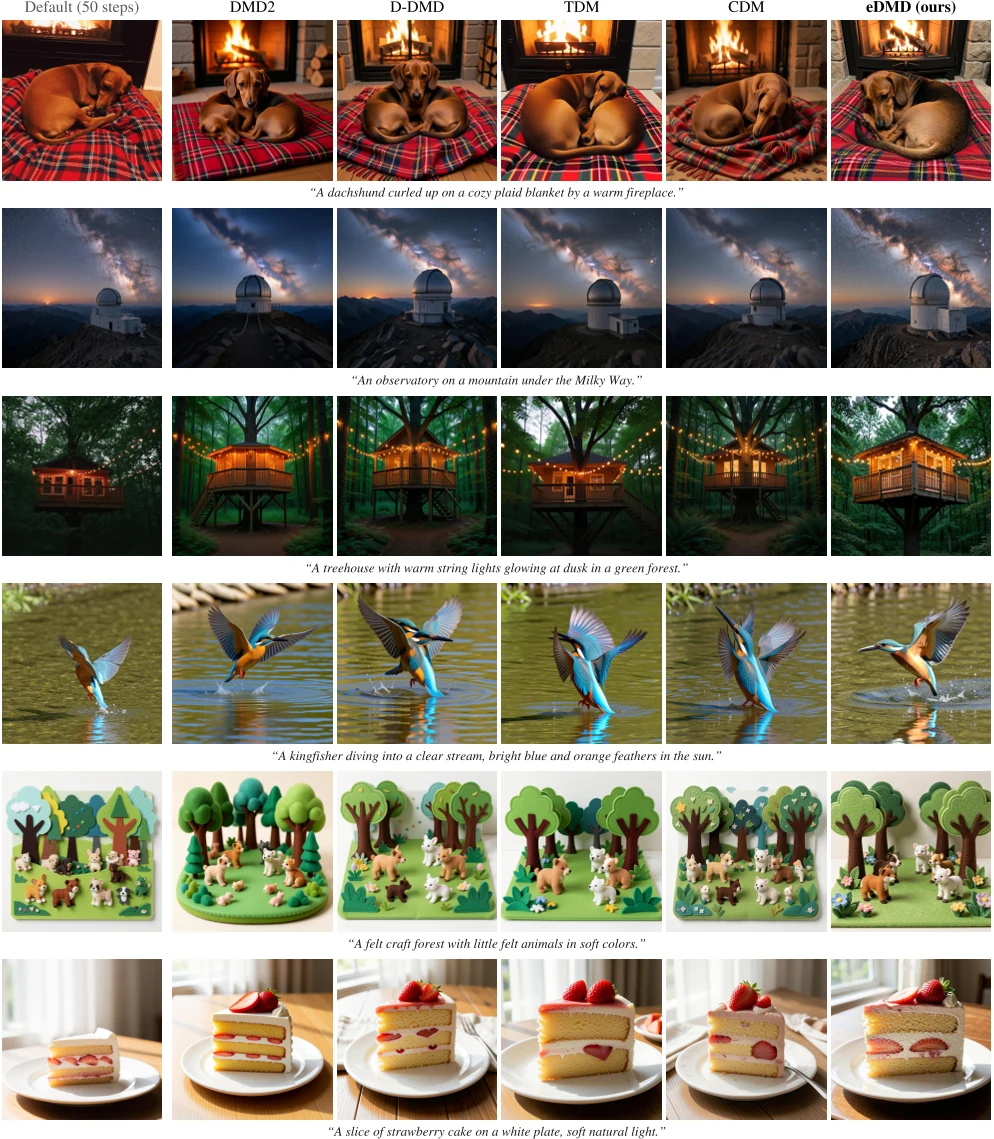 Default (50 steps) DMD2 D-DMD TDM CDM eDMD (ours)
“A dachshund curled up on a cozy plaid blanket by a warm fireplace.”
“An observatory on a mountain under the Milky Way.”
“A treehouse with warm string lights glowing at dusk in a green forest.”
“A kingfisher diving into a clear stream, bright blue and orange feathers in the sun.”
“A felt craft forest with little felt animals in soft colors.”
“A slice of strawberry cake on a white plate, soft natural light.”